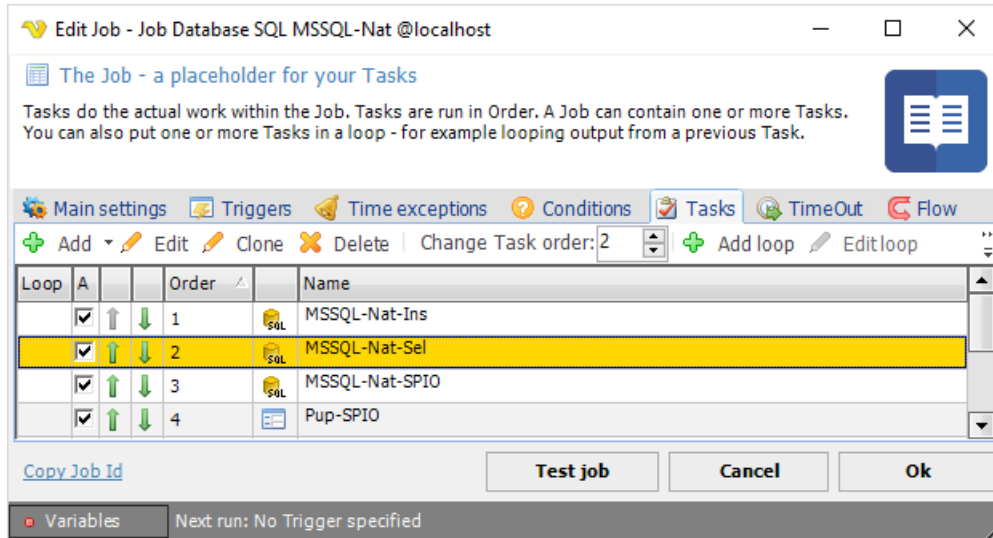 Edit Job - Job Database SQL MSSQL-Nat @localhost
The Job - a placeholder for your Tasks
Tasks do the actual work within the Job. Tasks are run in Order. A Job can contain one or more Tasks.
You can also put one or more Tasks in a loop - for example looping output from a previous Task.
Main settings Triggers Time exceptions Conditions Tasks TimeOut Flow
Add Edit Clone Delete Change Task order: 2 Add loop Edit loop
Loop A Order Name
1 SQL MSSQL-Nat-Ins
2 SQL MSSQL-Nat-Sel
3 SQL MSSQL-Nat-SPIO
4 Pup-SPIO
Copy Job Id Test job Cancel Ok
Variables Next run: No Trigger specified